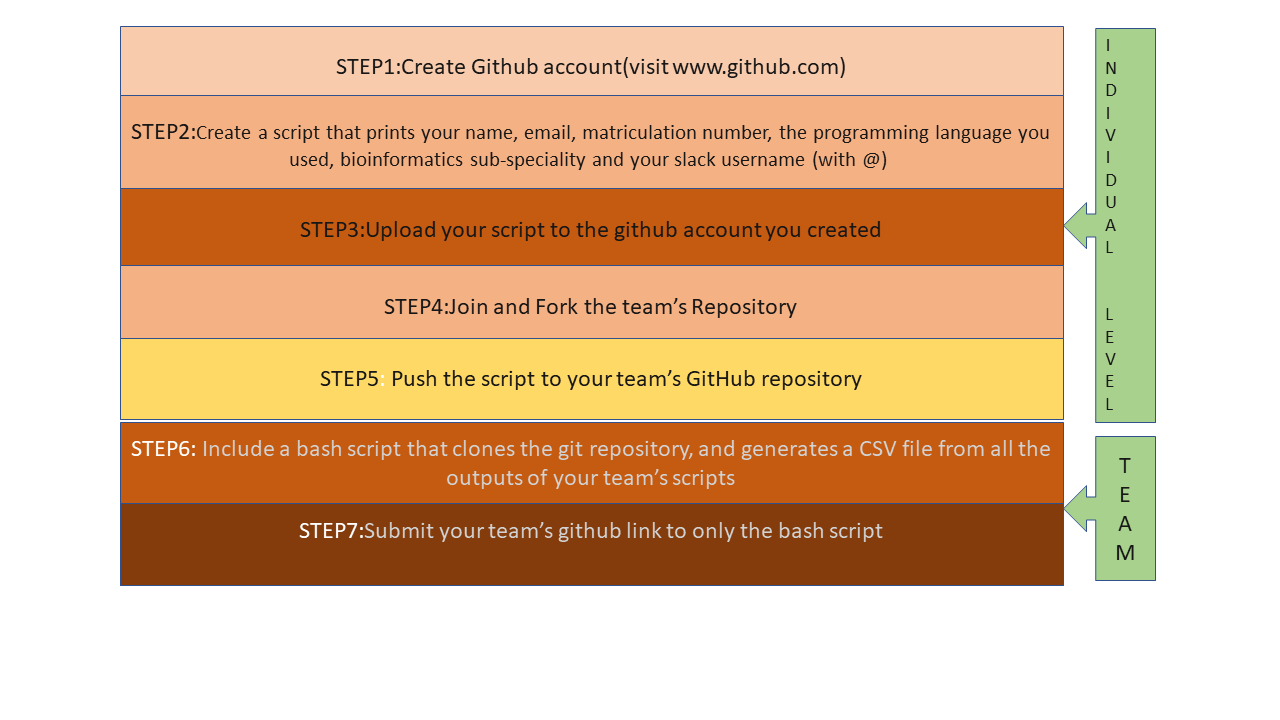 STEP1:Create Github account(visit www.github.com)
STEP2:Create a script that prints your name, email, matriculation number, the programming language you
used, bioinformatics sub-speciality and your slack username (with @)
STEP3:Upload your script to the github account you created
STEP4:Join and Fork the team’s Repository
STEP5: Push the script to your team’s GitHub repository
INDIVIDUAL LEVEL
STEP6: Include a bash script that clones the git repository, and generates a CSV file from all the
outputs of your team’s scripts
STEP7:Submit your team’s github link to only the bash script
TEAM